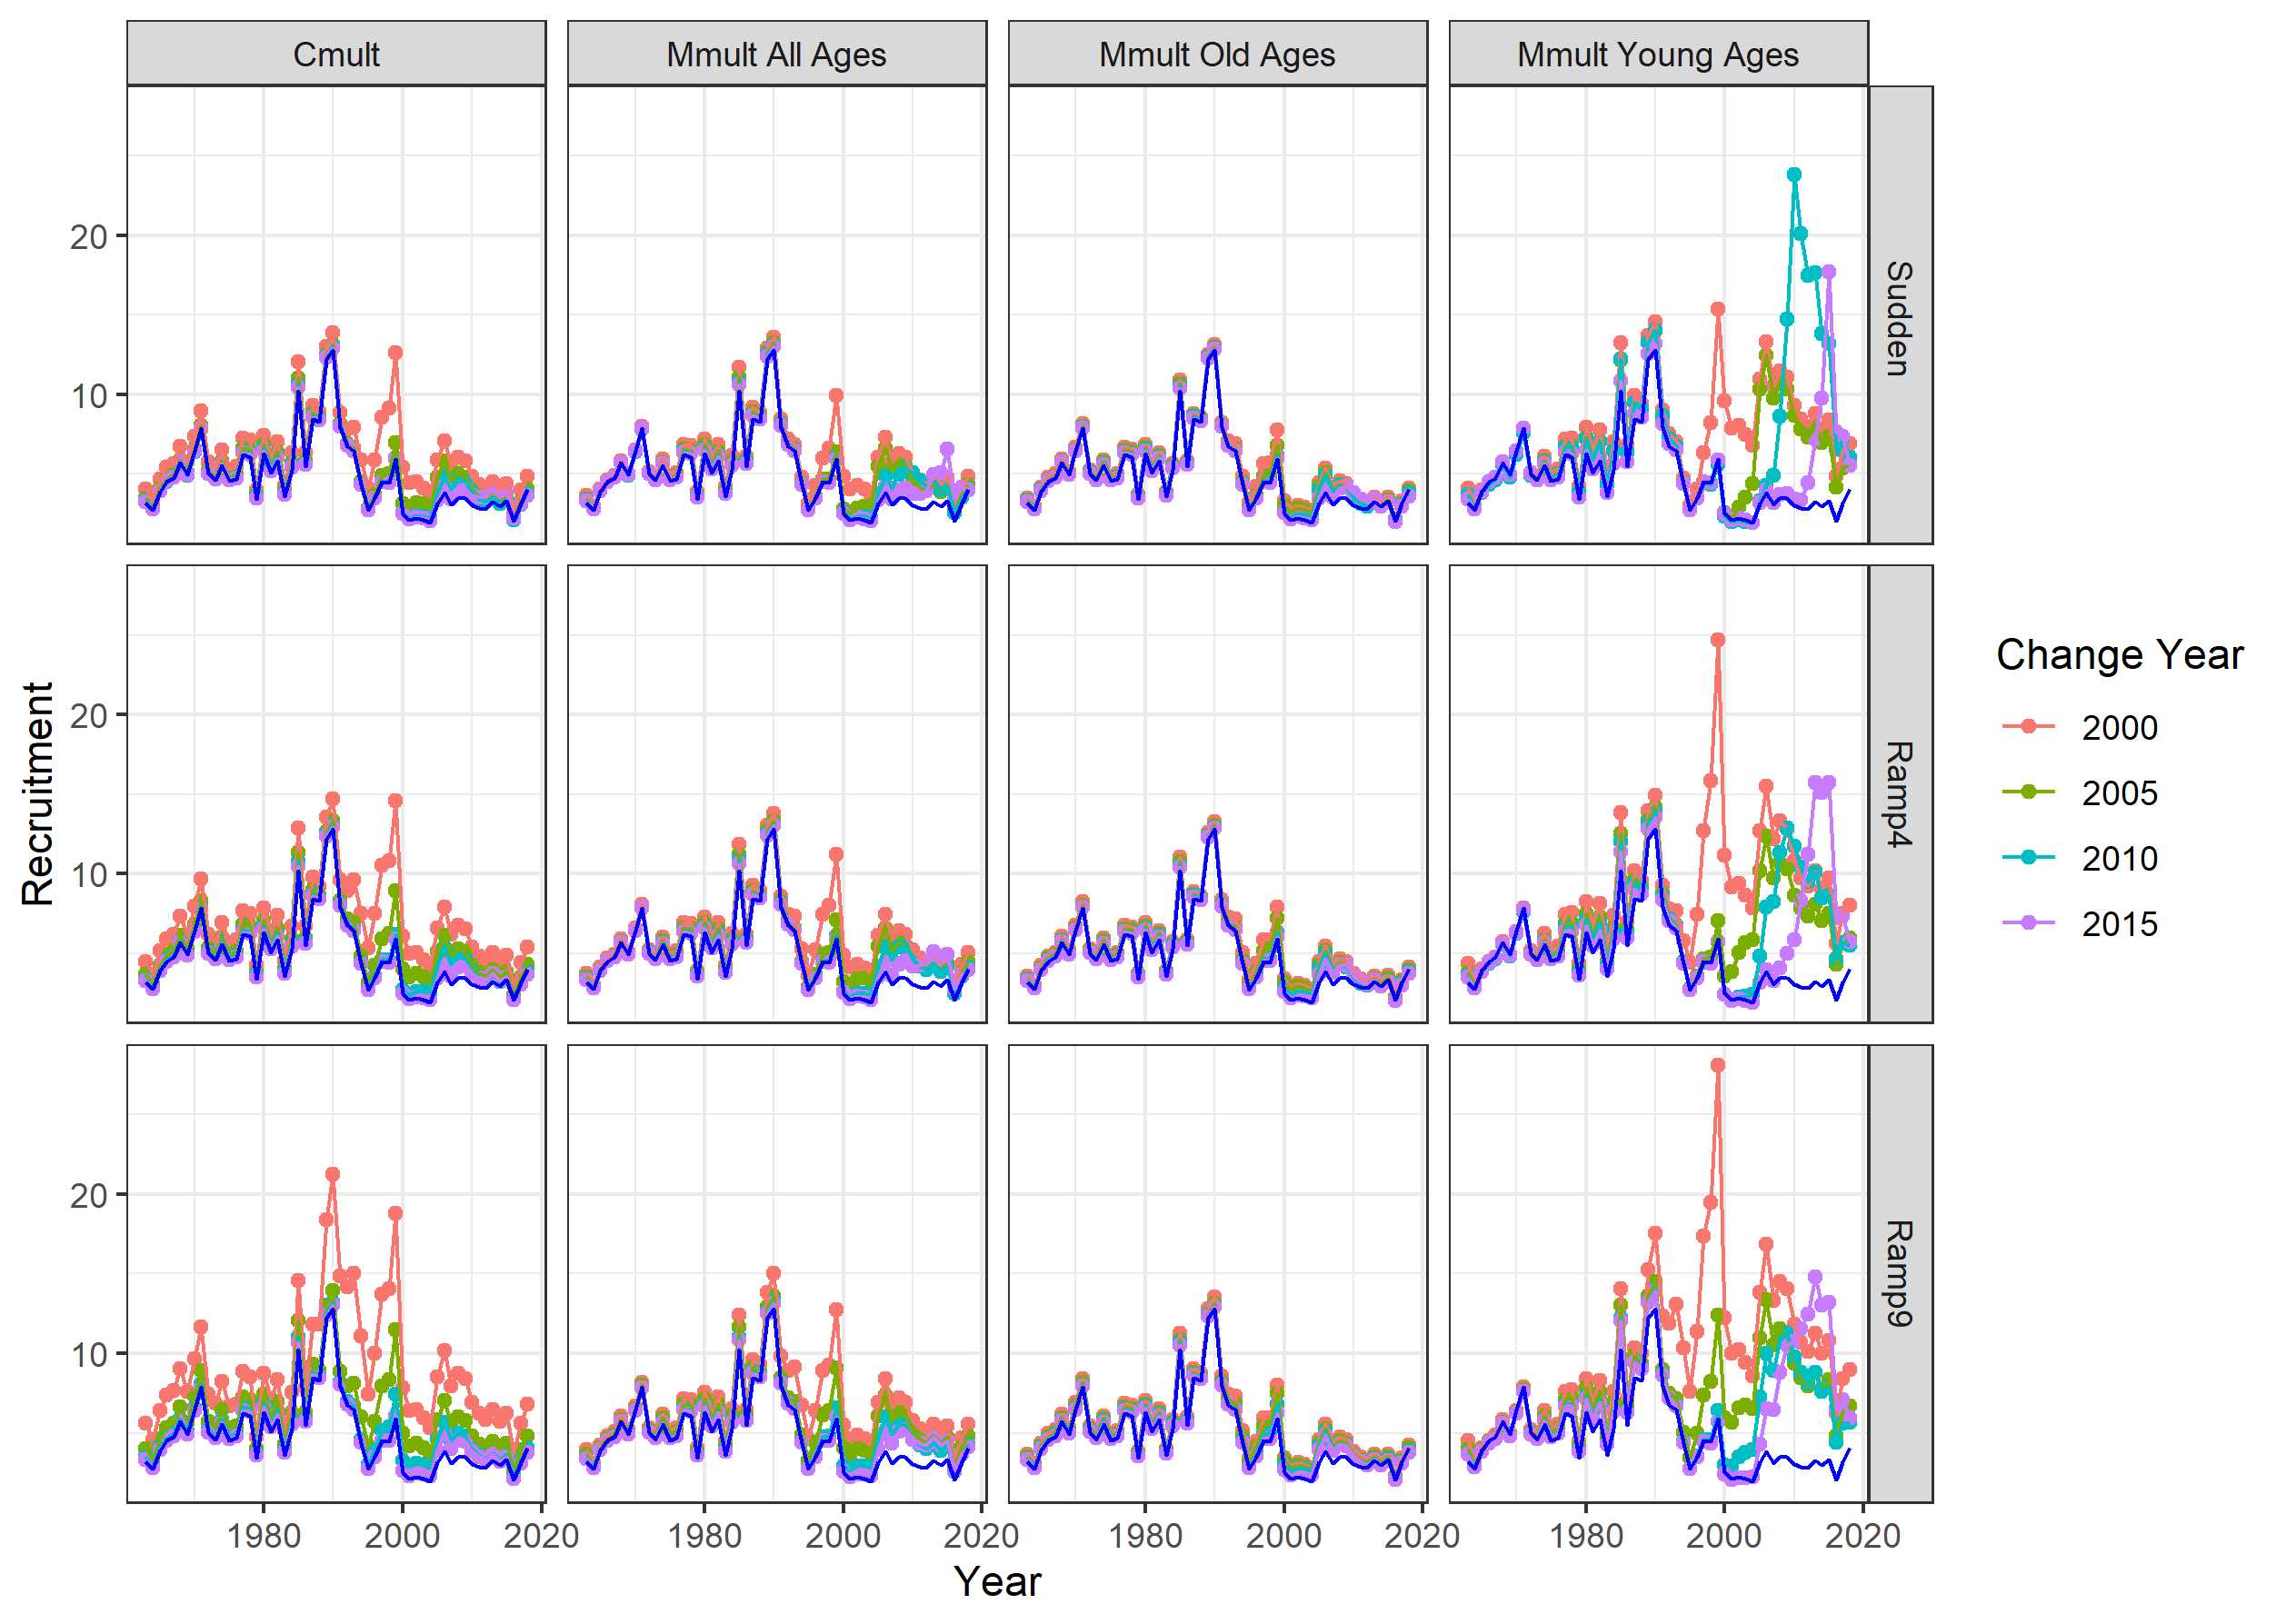 Cmult
Mmult All Ages
Mmult Old Ages
Mmult Young Ages
20
10
Sudden
Recruitment
20
10
Ramp4
20
10
Ramp9
1980 2000 2020 1980 2000 2020 1980 2000 2020 1980 2000 2020
Year
Change Year
2000
2005
2010
2015